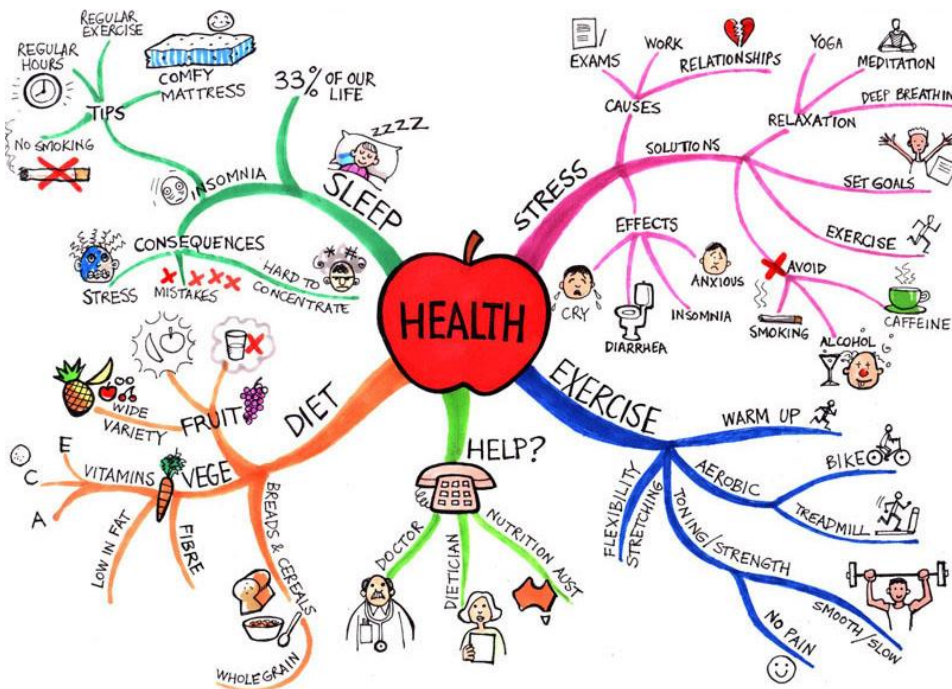 HEALTH
SLEEP
33% OF OUR
LIFE
ZZZZ
INSOMNIA
TIPS
REGULAR
EXERCISE
REGULAR
HOURS
COMFY
MATTRESS
NO SMOKING
CONSEQUENCES
STRESS
MISTAKES
HARD TO
CONCENTRATE
STRESS
CAUSES
EXAMS
WORK
RELATIONSHIPS
SOLUTIONS
RELAXATION
YOGA
MEDITATION
DEEP BREATHIN
SET GOALS
EXERCISE
AVOID
SMOKING
ALCOHOL
CAFFEINE
EFFECTS
CRY
DIARRHEA
INSOMNIA
ANXIOUS
DIET
FRUIT
WIDE
VARIETY
VEGE
VITAMINS
E
C
A
LOW IN FAT
FIBRE
BREADS & CEREALS
WHOLEGRAIN
HELP?
DOCTOR
DIETICIAN
NUTRITION AUST
EXERCISE
WARM UP
AEROBIC
BIKE
TREADMILL
TONING/STRENGTH
SMOOTH/SLOW
NO PAIN
FLEXIBILITY
STRETCHING